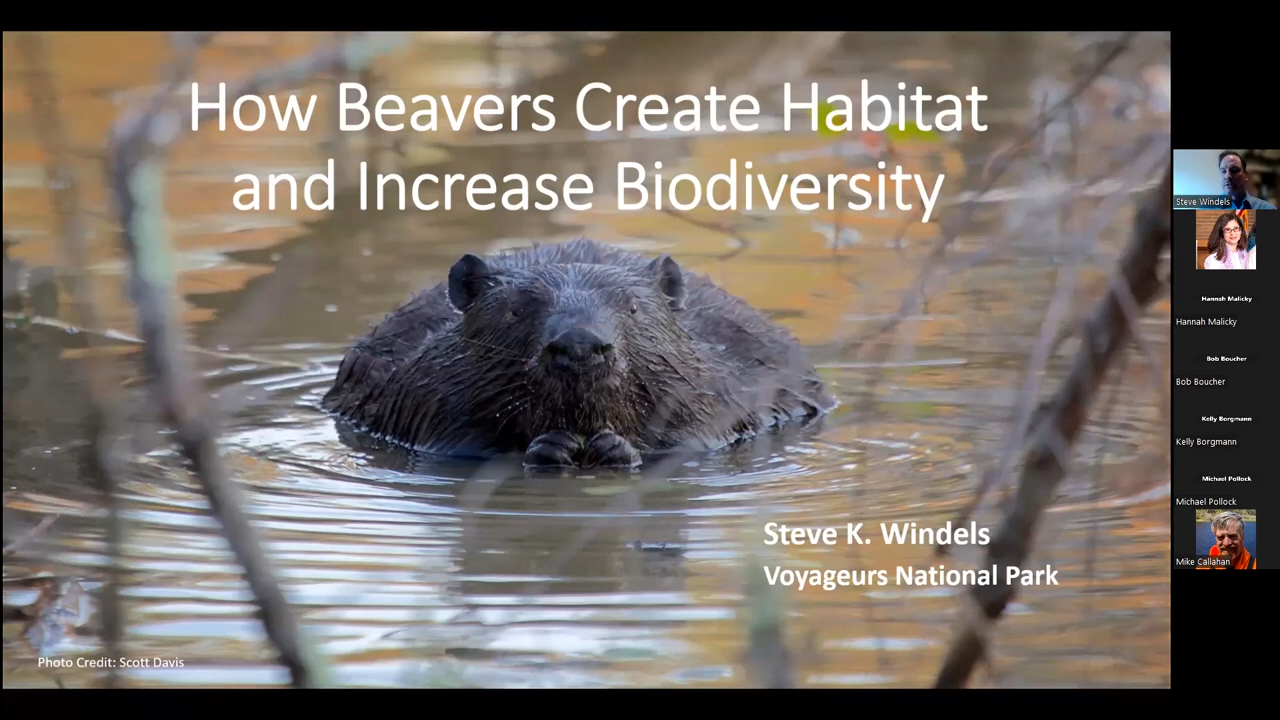 How Beavers Create Habitat
and Increase Biodiversity
Steve K. Windels
Voyageurs National Park
Photo Credit: Scott Davis
Steve Windels
Hannah Malicky
Hannah Malicky
Bob Boucher
Bob Boucher
Kelly Borgmann
Kelly Borgmann
Michael Pollock
Michael Pollock
Mike Callahan